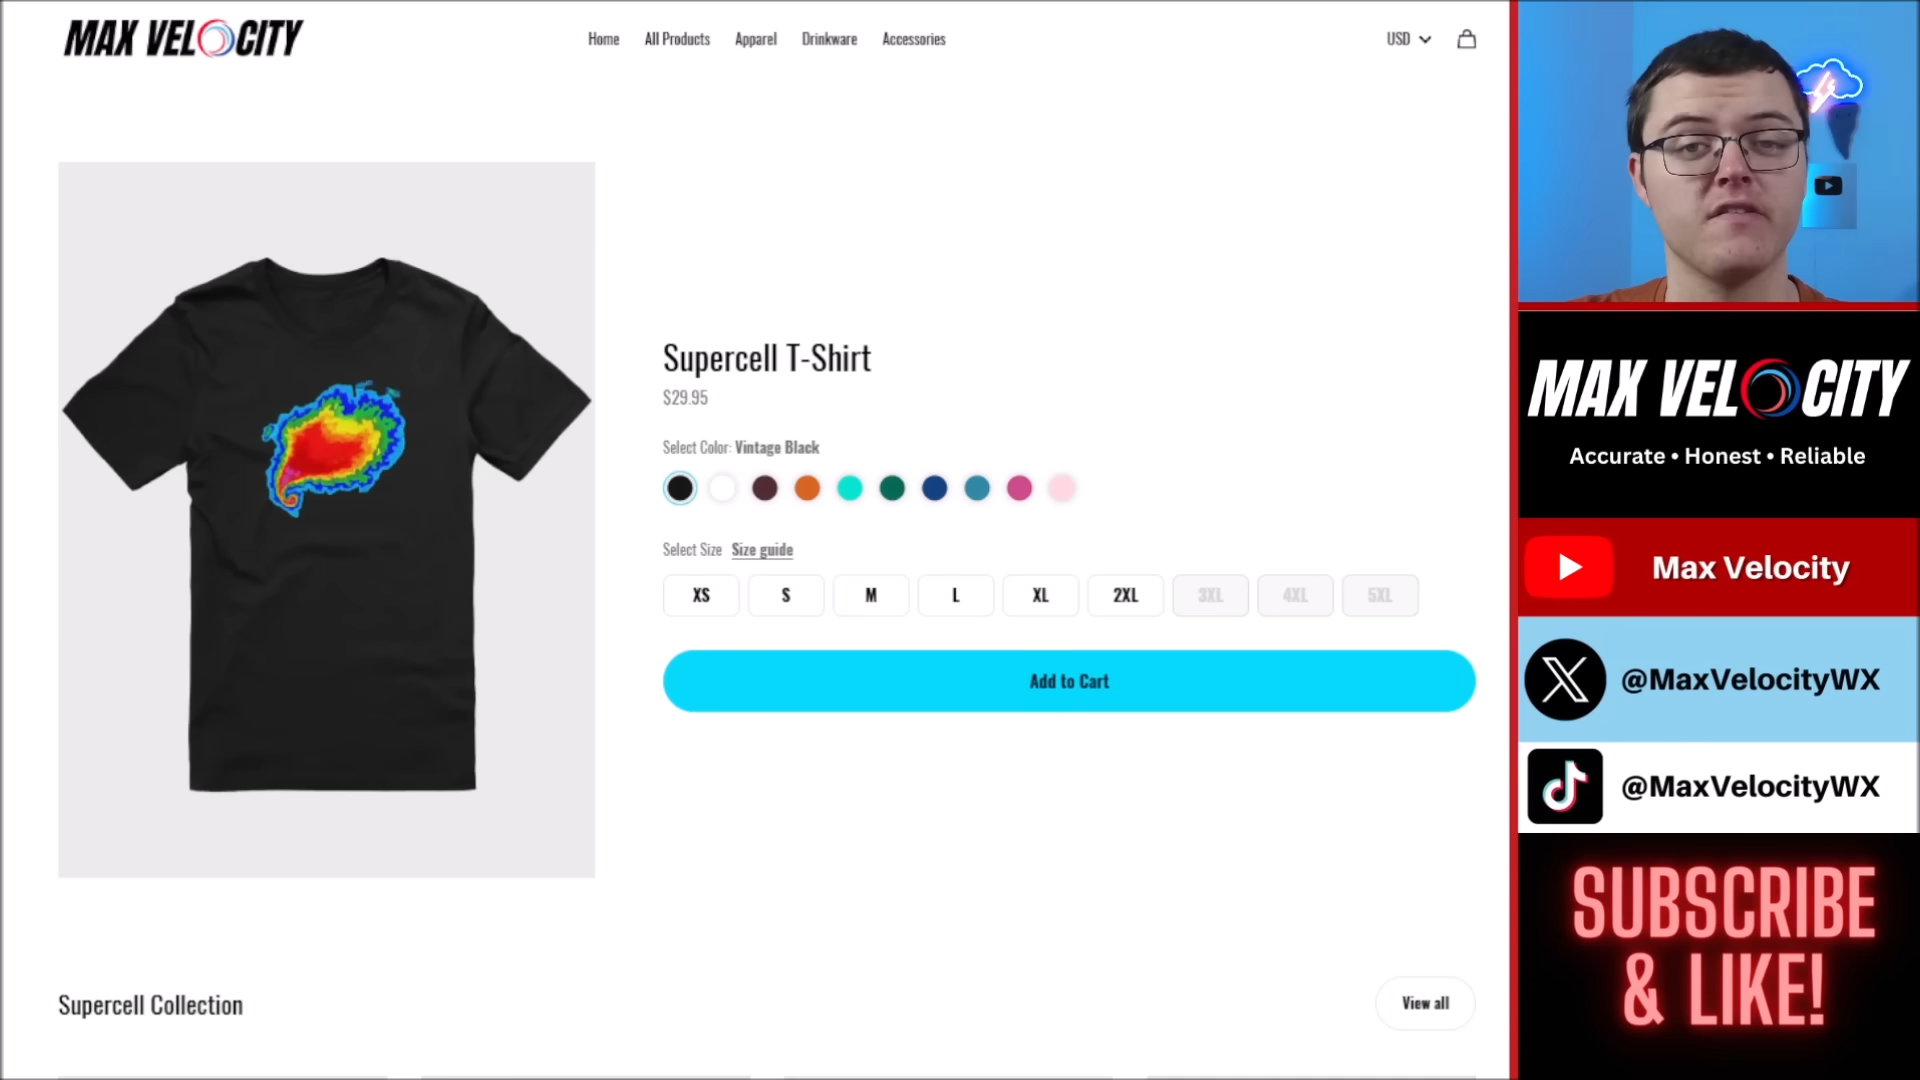 MAX VELOCITY
Home
All Products
Apparel
Drinkware
Accessories
USD
Supercell T-Shirt
$29.95
Select Color: Vintage Black
Select Size Size guide
XS
S
M
L
XL
2XL
3XL
4XL
5XL
Add to Cart
Supercell Collection
View all
MAX VELOCITY
Accurate • Honest • Reliable
Max Velocity
@MaxVelocityWX
@MaxVelocityWX
SUBSCRIBE
& LIKE!